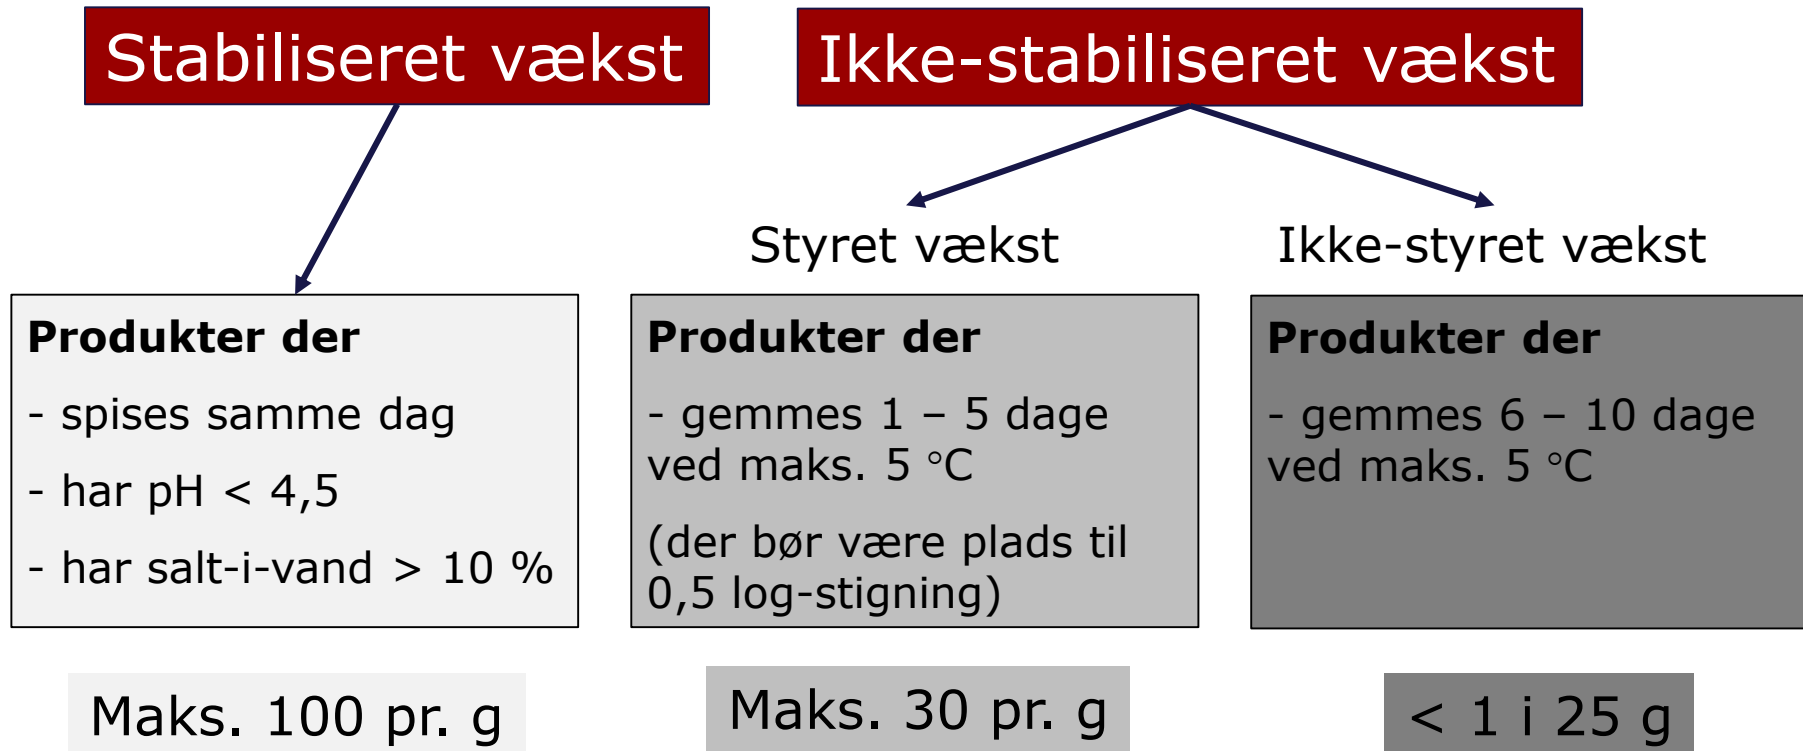 Stabiliseret vækst
Ikke-stabiliseret vækst
Styret vækst
Ikke-styret vækst
Produkter der
- spises samme dag
- har pH < 4,5
- har salt-i-vand > 10 %
Produkter der
- gemmes 1 – 5 dage
ved maks. 5 °C
(der bør være plads til
0,5 log-stigning)
Produkter der
- gemmes 6 – 10 dage
ved maks. 5 °C
Maks. 100 pr. g
Maks. 30 pr. g
< 1 i 25 g